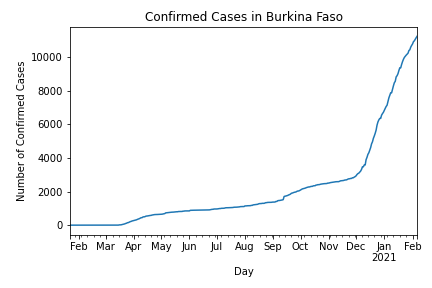 Confirmed Cases in Burkina Faso
Number of Confirmed Cases
10000
8000
6000
4000
2000
0
Feb Mar Apr May Jun Jul Aug Sep Oct Nov Dec Jan Feb
2021
Day